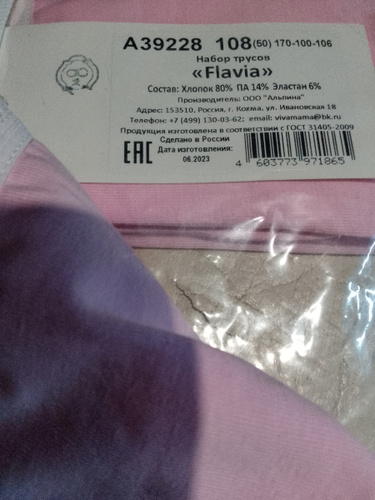 А39228 108(50) 170-100-106
Набор трусов
«Flavia»
Состав: Хлопок 80% ПА 14% Эластан 6%
Производитель: ООО "Альпина"
Адрес: 153510, Россия, г. Кохма, ул. Ивановская 18
Телефон: +7 (499) 130-03-62; email: vivamama@bk.ru
Продукция изготовлена в соответствии с ГОСТ 31405-2009
ЕАС
Сделано в России
Дата изготовления:
06.2023
4 603773 971865